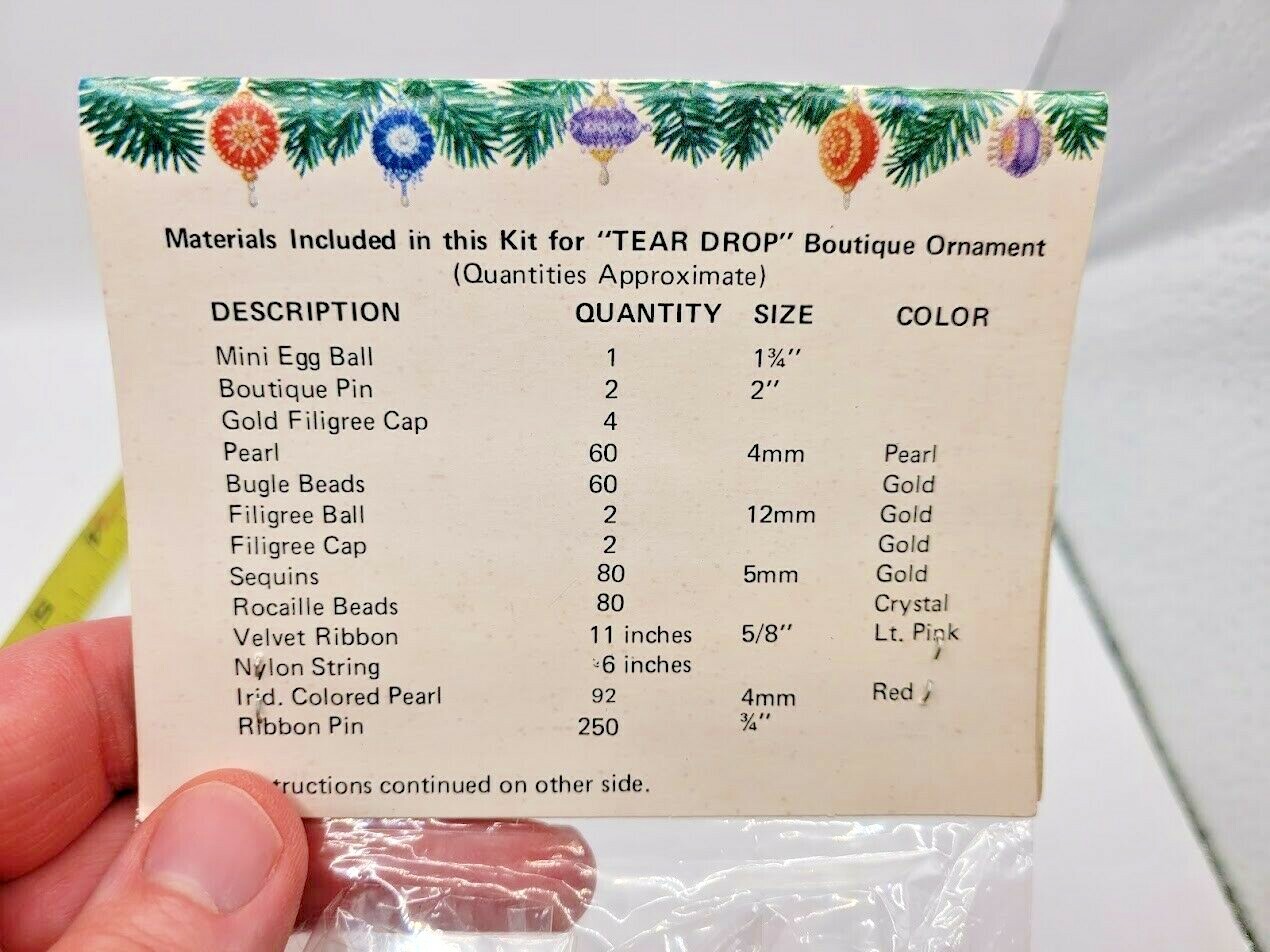 Materials Included in this Kit for "TEAR DROP" Boutique Ornament
(Quantities Approximate)
DESCRIPTION QUANTITY SIZE COLOR
Mini Egg Ball 1 1¾"
Boutique Pin 2 2"
Gold Filigree Cap 4
Pearl 60 4mm Pearl
Bugle Beads 60 Gold
Filigree Ball 2 12mm Gold
Filigree Cap 2 Gold
Sequins 80 5mm Gold
Rocaille Beads 80 Crystal
Velvet Ribbon 11 inches 5/8" Lt. Pink
Nylon String 6 inches
Irid. Colored Pearl 92 4mm Red
Ribbon Pin 250 ¾"
tructions continued on other side.